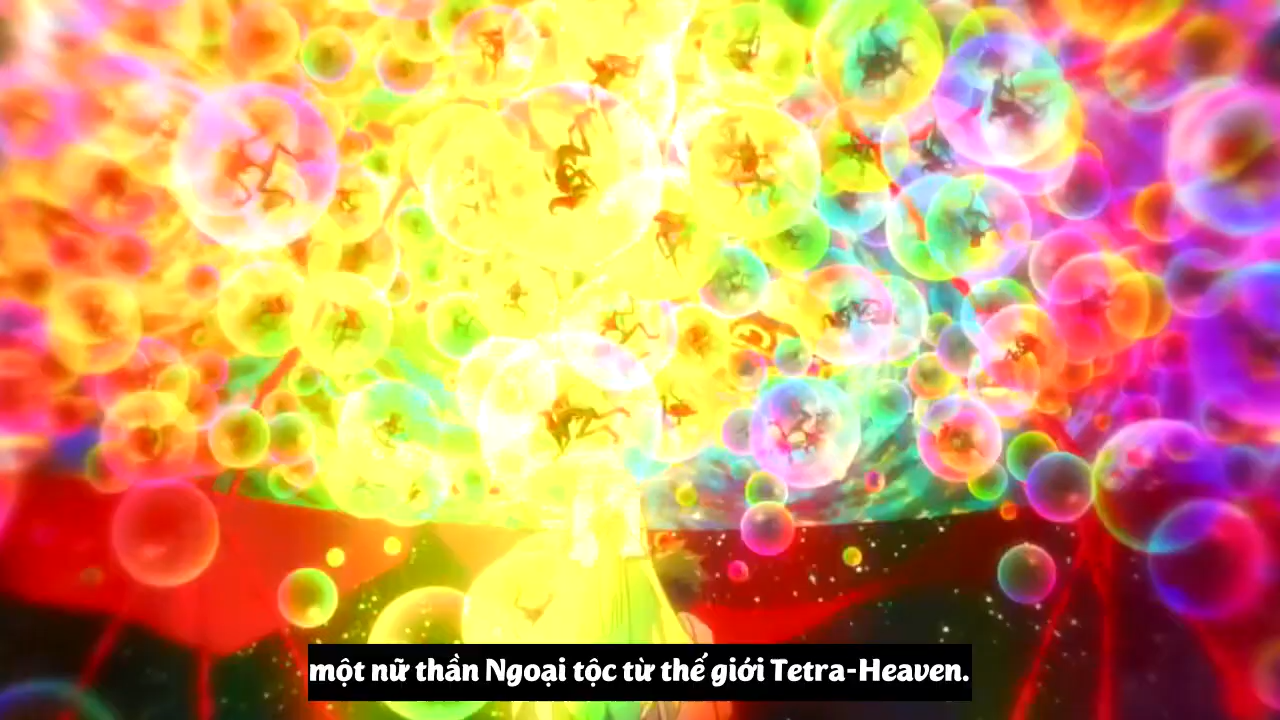 một nữ thần Ngoại tộc từ thế giới Tetra-Heaven.